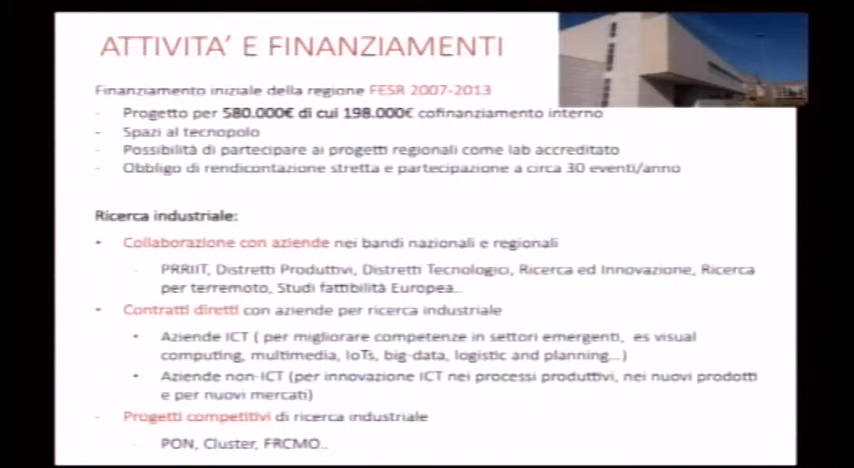 ATTIVITA' E FINANZIAMENTI
Finanziamento iniziale della regione FESR 2007-2013
- Progetto per 580.000€ di cui 198.000€ cofinanziamento interno
- Spazi al tecnopolo
- Possibilità di partecipare ai progetti regionali come lab accreditato
- Obbligo di rendicontazione stretta e partecipazione a circa 30 eventi/anno
Ricerca industriale:
• Collaborazione con aziende nei bandi nazionali e regionali
- PRRIIT, Distretti Produttivi, Distretti Tecnologici, Ricerca ed Innovazione, Ricerca
per terremoto, Studi fattibilità Europea..
• Contratti diretti con aziende per ricerca industriale
• Aziende ICT ( per migliorare competenze in settori emergenti, es visual
computing, multimedia, IoTs, big-data, logistic and planning...)
• Aziende non-ICT (per innovazione ICT nei processi produttivi, nei nuovi prodotti
e per nuovi mercati)
- Progetti competitivi di ricerca industriale
- PON, Cluster, FRCMO..